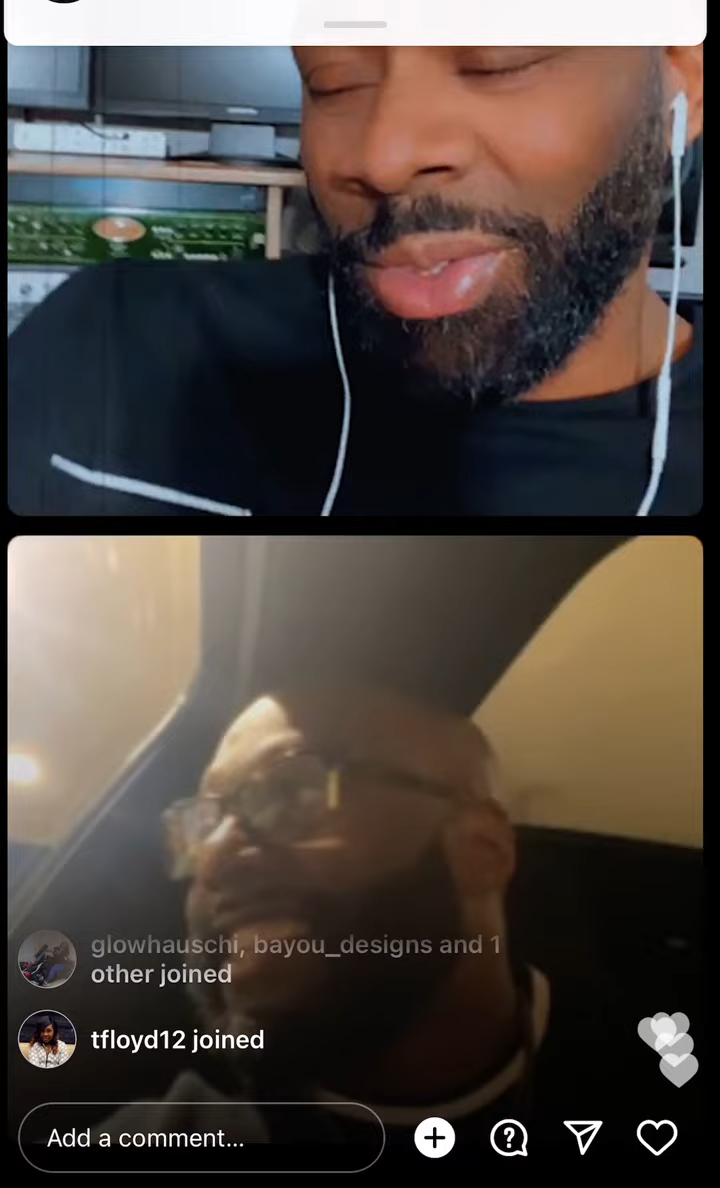 glowhauschi, bayou_designs and 1
other joined
tfloyd12 joined
Add a comment...
?